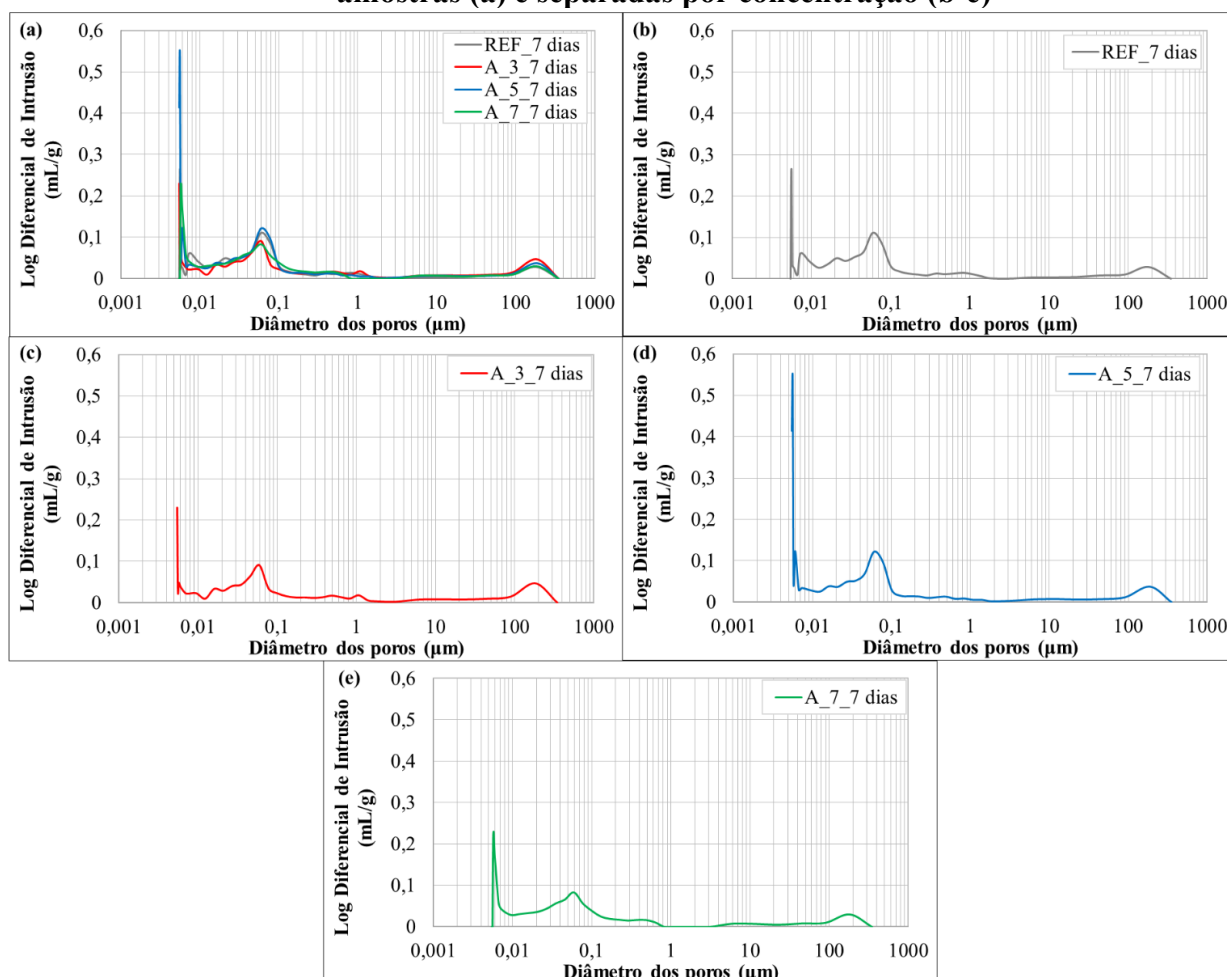 amostras (a) e separadas por concentração (b-e)
(a)
REF_7 dias
A_3_7 dias
A_5_7 dias
A_7_7 dias
Log Diferencial de Intrusão
(mL/g)
0,6
0,5
0,4
0,3
0,2
0,1
0
0,001 0,01 0,1 1 10 100 1000
Diâmetro dos poros (µm)
(b)
REF_7 dias
Log Diferencial de Intrusão
(mL/g)
0,6
0,5
0,4
0,3
0,2
0,1
0
0,001 0,01 0,1 1 10 100 1000
Diâmetro dos poros (µm)
(c)
A_3_7 dias
Log Diferencial de Intrusão
(mL/g)
0,6
0,5
0,4
0,3
0,2
0,1
0
0,001 0,01 0,1 1 10 100 1000
Diâmetro dos poros (µm)
(d)
A_5_7 dias
Log Diferencial de Intrusão
(mL/g)
0,6
0,5
0,4
0,3
0,2
0,1
0
0,001 0,01 0,1 1 10 100 1000
Diâmetro dos poros (µm)
(e)
A_7_7 dias
Log Diferencial de Intrusão
(mL/g)
0,6
0,5
0,4
0,3
0,2
0,1
0
0,001 0,01 0,1 1 10 100 1000
Diâmetro dos poros (µm)